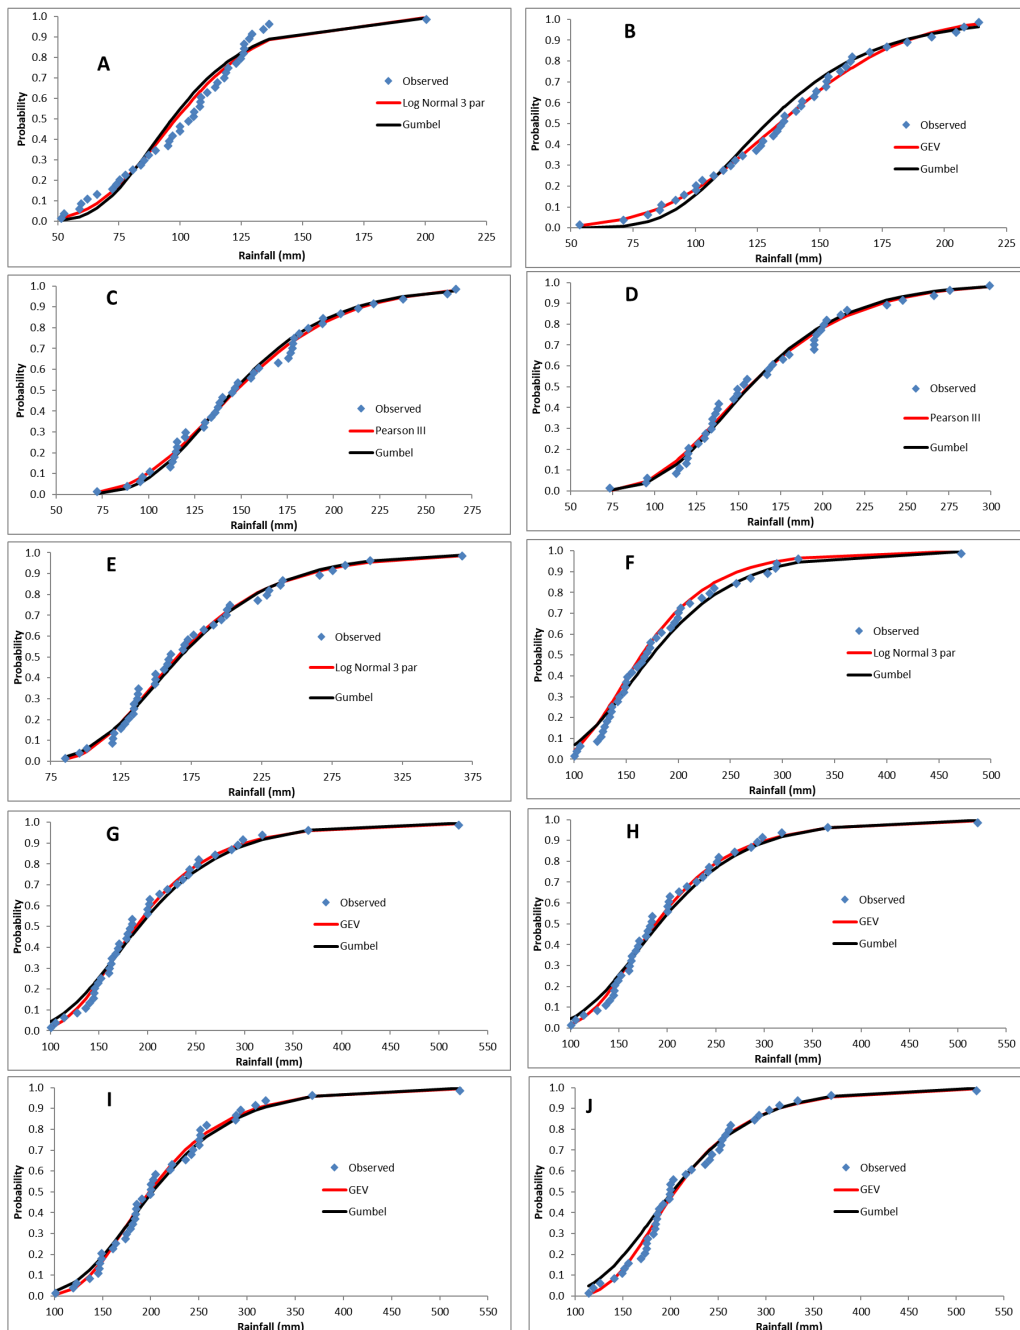 A
Probability
1.0
0.9
0.8
0.7
0.6
0.5
0.4
0.3
0.2
0.1
0.0
50 75 100 125 150 175 200 225
Rainfall (mm)
Observed
Log Normal 3 par
Gumbel
B
Probability
1.0
0.9
0.8
0.7
0.6
0.5
0.4
0.3
0.2
0.1
0.0
50 75 100 125 150 175 200 225
Rainfall (mm)
Observed
GEV
Gumbel
C
Probability
1.0
0.9
0.8
0.7
0.6
0.5
0.4
0.3
0.2
0.1
0.0
50 75 100 125 150 175 200 225 250 275
Rainfall (mm)
Observed
Pearson III
Gumbel
D
Probability
1.0
0.9
0.8
0.7
0.6
0.5
0.4
0.3
0.2
0.1
0.0
50 75 100 125 150 175 200 225 250 275 300
Rainfall (mm)
Observed
Pearson III
Gumbel
E
Probability
1.0
0.9
0.8
0.7
0.6
0.5
0.4
0.3
0.2
0.1
0.0
75 125 175 225 275 325 375
Rainfall (mm)
Observed
Log Normal 3 par
Gumbel
F
Probability
1.0
0.9
0.8
0.7
0.6
0.5
0.4
0.3
0.2
0.1
0.0
100 150 200 250 300 350 400 450 500
Rainfall (mm)
Observed
Log Normal 3 par
Gumbel
G
Probability
1.0
0.9
0.8
0.7
0.6
0.5
0.4
0.3
0.2
0.1
0.0
100 150 200 250 300 350 400 450 500 550
Rainfall (mm)
Observed
GEV
Gumbel
H
Probability
1.0
0.9
0.8
0.7
0.6
0.5
0.4
0.3
0.2
0.1
0.0
100 150 200 250 300 350 400 450 500 550
Rainfall (mm)
Observed
GEV
Gumbel
I
Probability
1.0
0.9
0.8
0.7
0.6
0.5
0.4
0.3
0.2
0.1
0.0
100 150 200 250 300 350 400 450 500 550
Rainfall (mm)
Observed
GEV
Gumbel
J
Probability
1.0
0.9
0.8
0.7
0.6
0.5
0.4
0.3
0.2
0.1
0.0
100 150 200 250 300 350 400 450 500 550
Rainfall (mm)
Observed
GEV
Gumbel